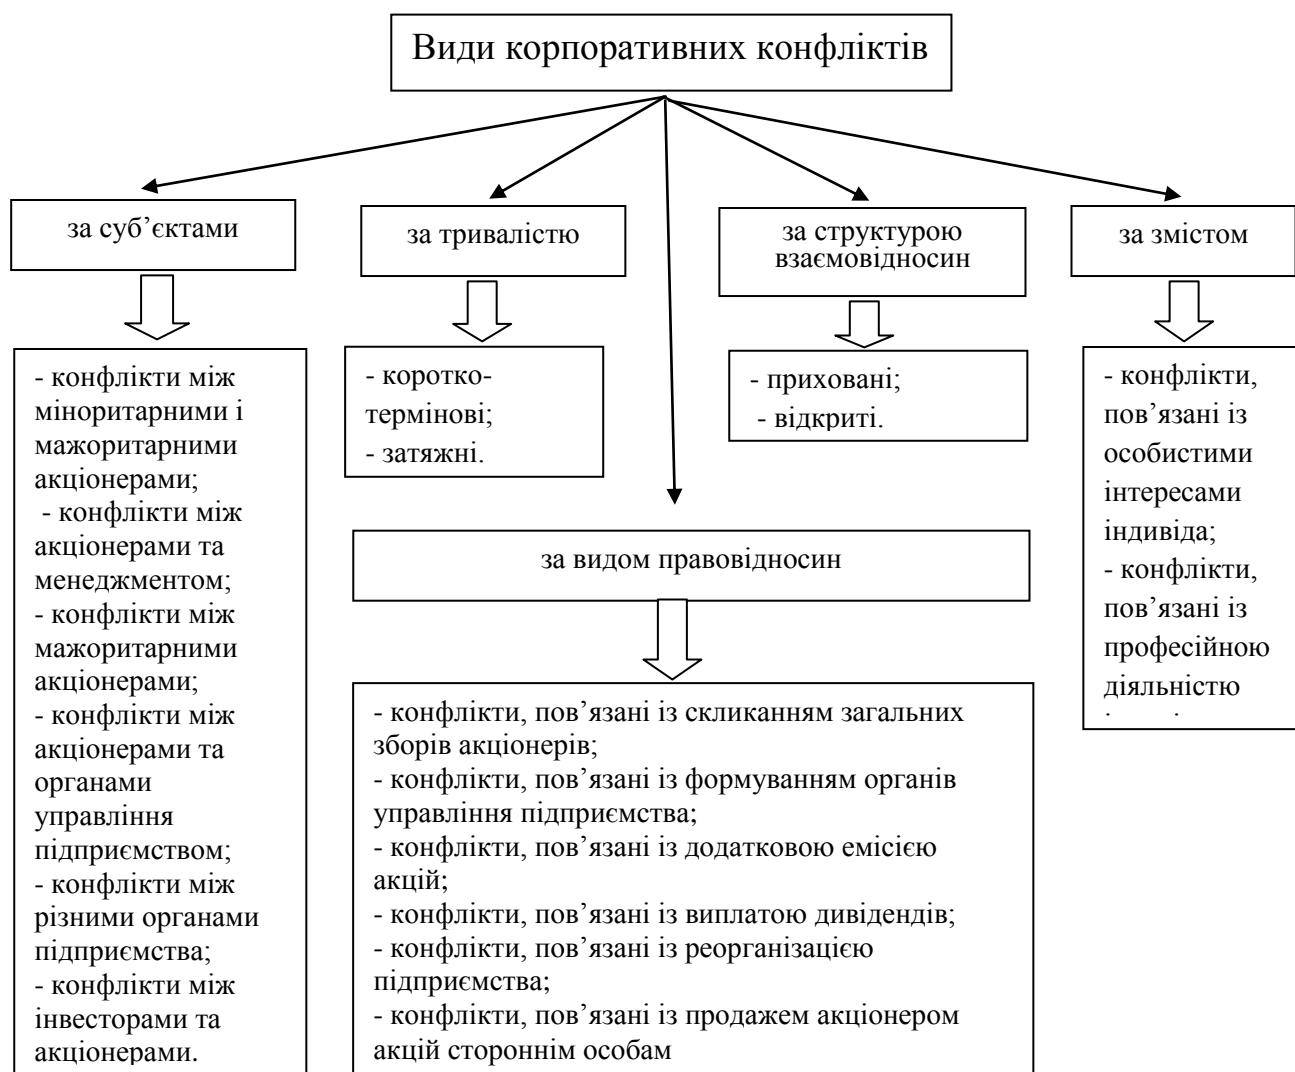 Види корпоративних конфліктів
за суб’єктами
за тривалістю
за структурою
взаємовідносин
за змістом
- конфлікти між
міноритарними і
мажоритарними
акціонерами;
- конфлікти між
акціонерами та
менеджментом;
- конфлікти між
мажоритарними
акціонерами;
- конфлікти між
акціонерами та
органами
управління
підприємством;
- конфлікти між
різними органами
підприємства;
- конфлікти між
інвесторами та
акціонерами.
- коротко-
термінові;
- затяжні.
- приховані;
- відкриті.
- конфлікти,
пов’язані із
особистими
інтересами
індивіда;
- конфлікти,
пов’язані із
професійною
діяльністю
за видом правовідносин
- конфлікти, пов’язані із скликанням загальних
зборів акціонерів;
- конфлікти, пов’язані із формуванням органів
управління підприємства;
- конфлікти, пов’язані із додатковою емісією
акцій;
- конфлікти, пов’язані із виплатою дивідендів;
- конфлікти, пов’язані із реорганізацією
підприємства;
- конфлікти, пов’язані із продажем акціонером
акцій стороннім особам